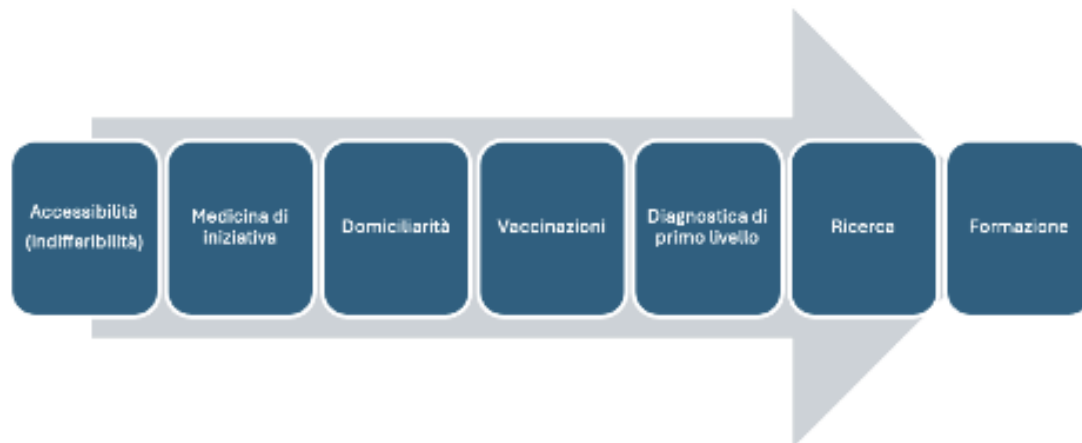 Accessibilità
(indifferibilità)
Medicina di
iniziativa
Domiciliarità
Vaccinazioni
Diagnostica di
primo livello
Ricerca
Formazione